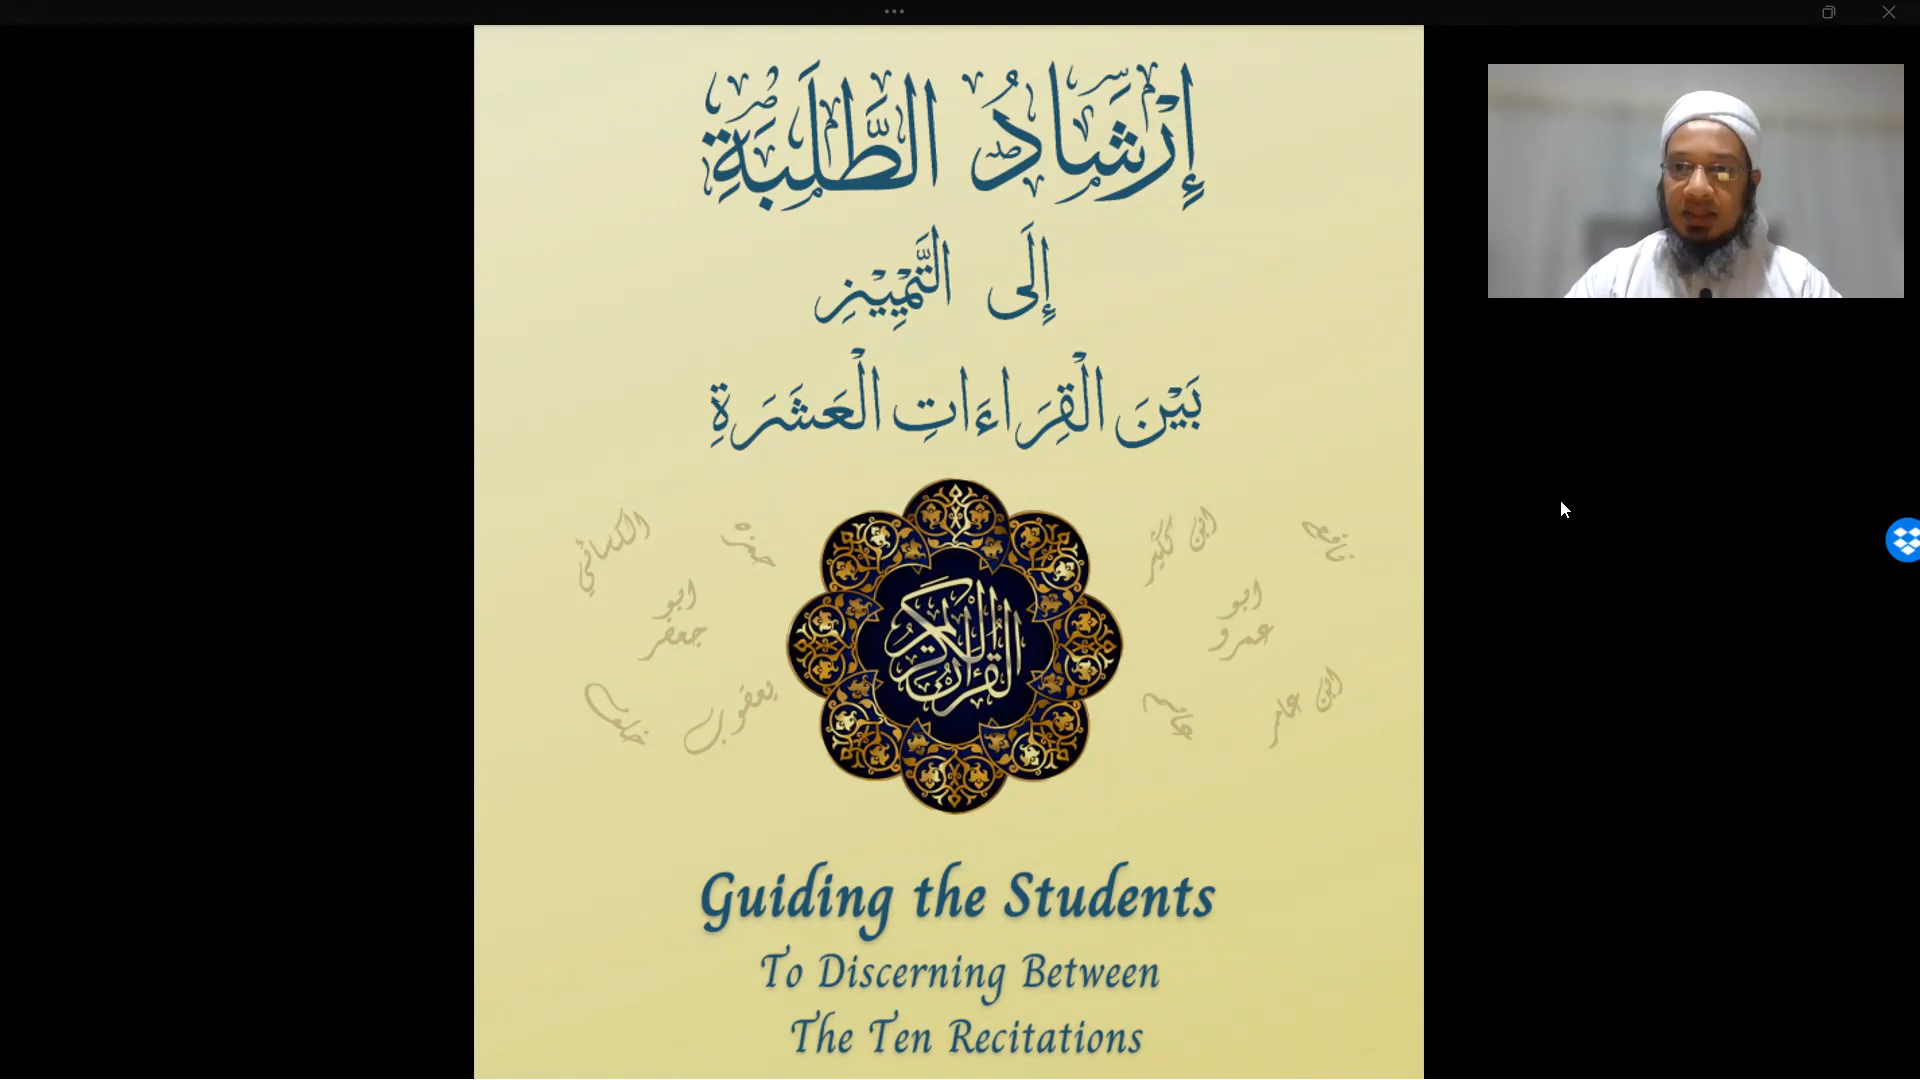 إِرْشَادُ الطَّلَبَةِ
إِلَى التَّمْيِيْزِ
بَيْنَ الْقِرَاءَاتِ الْعَشَرَةِ
نافع
ابن كثير
حمزة
الكسائي
ابو عمرو
ابو جعفر
ابن عامر
عاصم
يعقوب
خلف
القرآن الكريم
Guiding the Students
To Discerning Between
The Ten Recitations